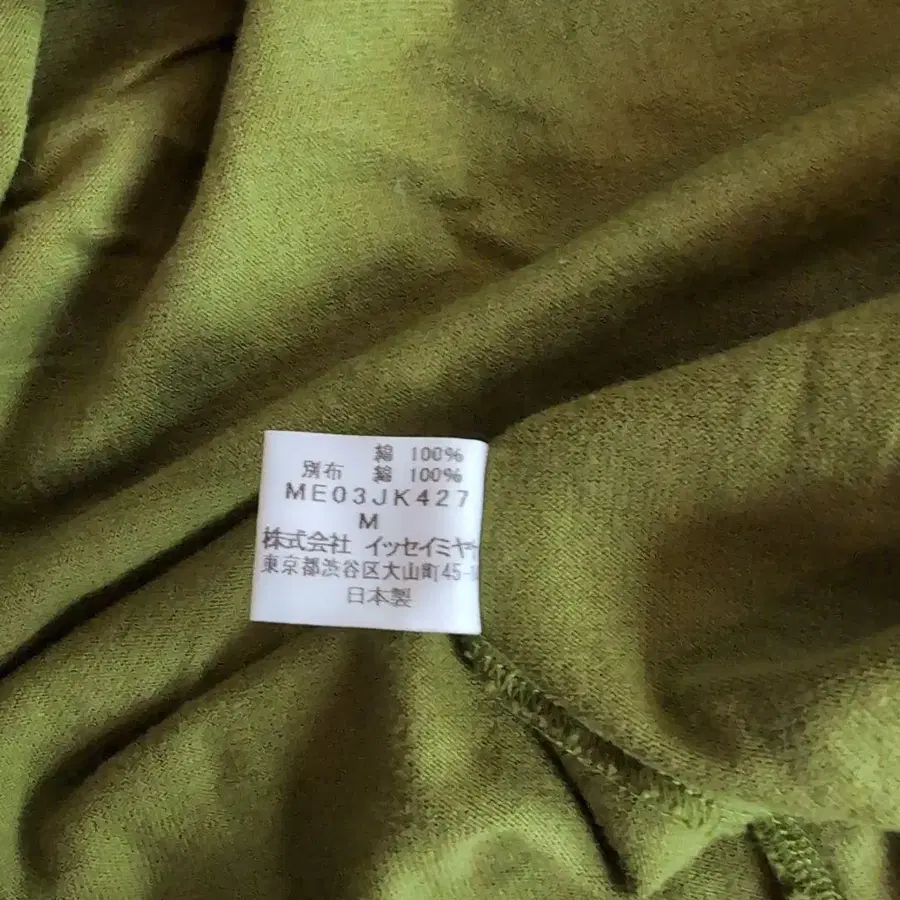 綿 100%
別布 綿 100%
ME03JK427
M
株式会社 イッセイミヤ
東京都渋谷区大山町45-
日本製